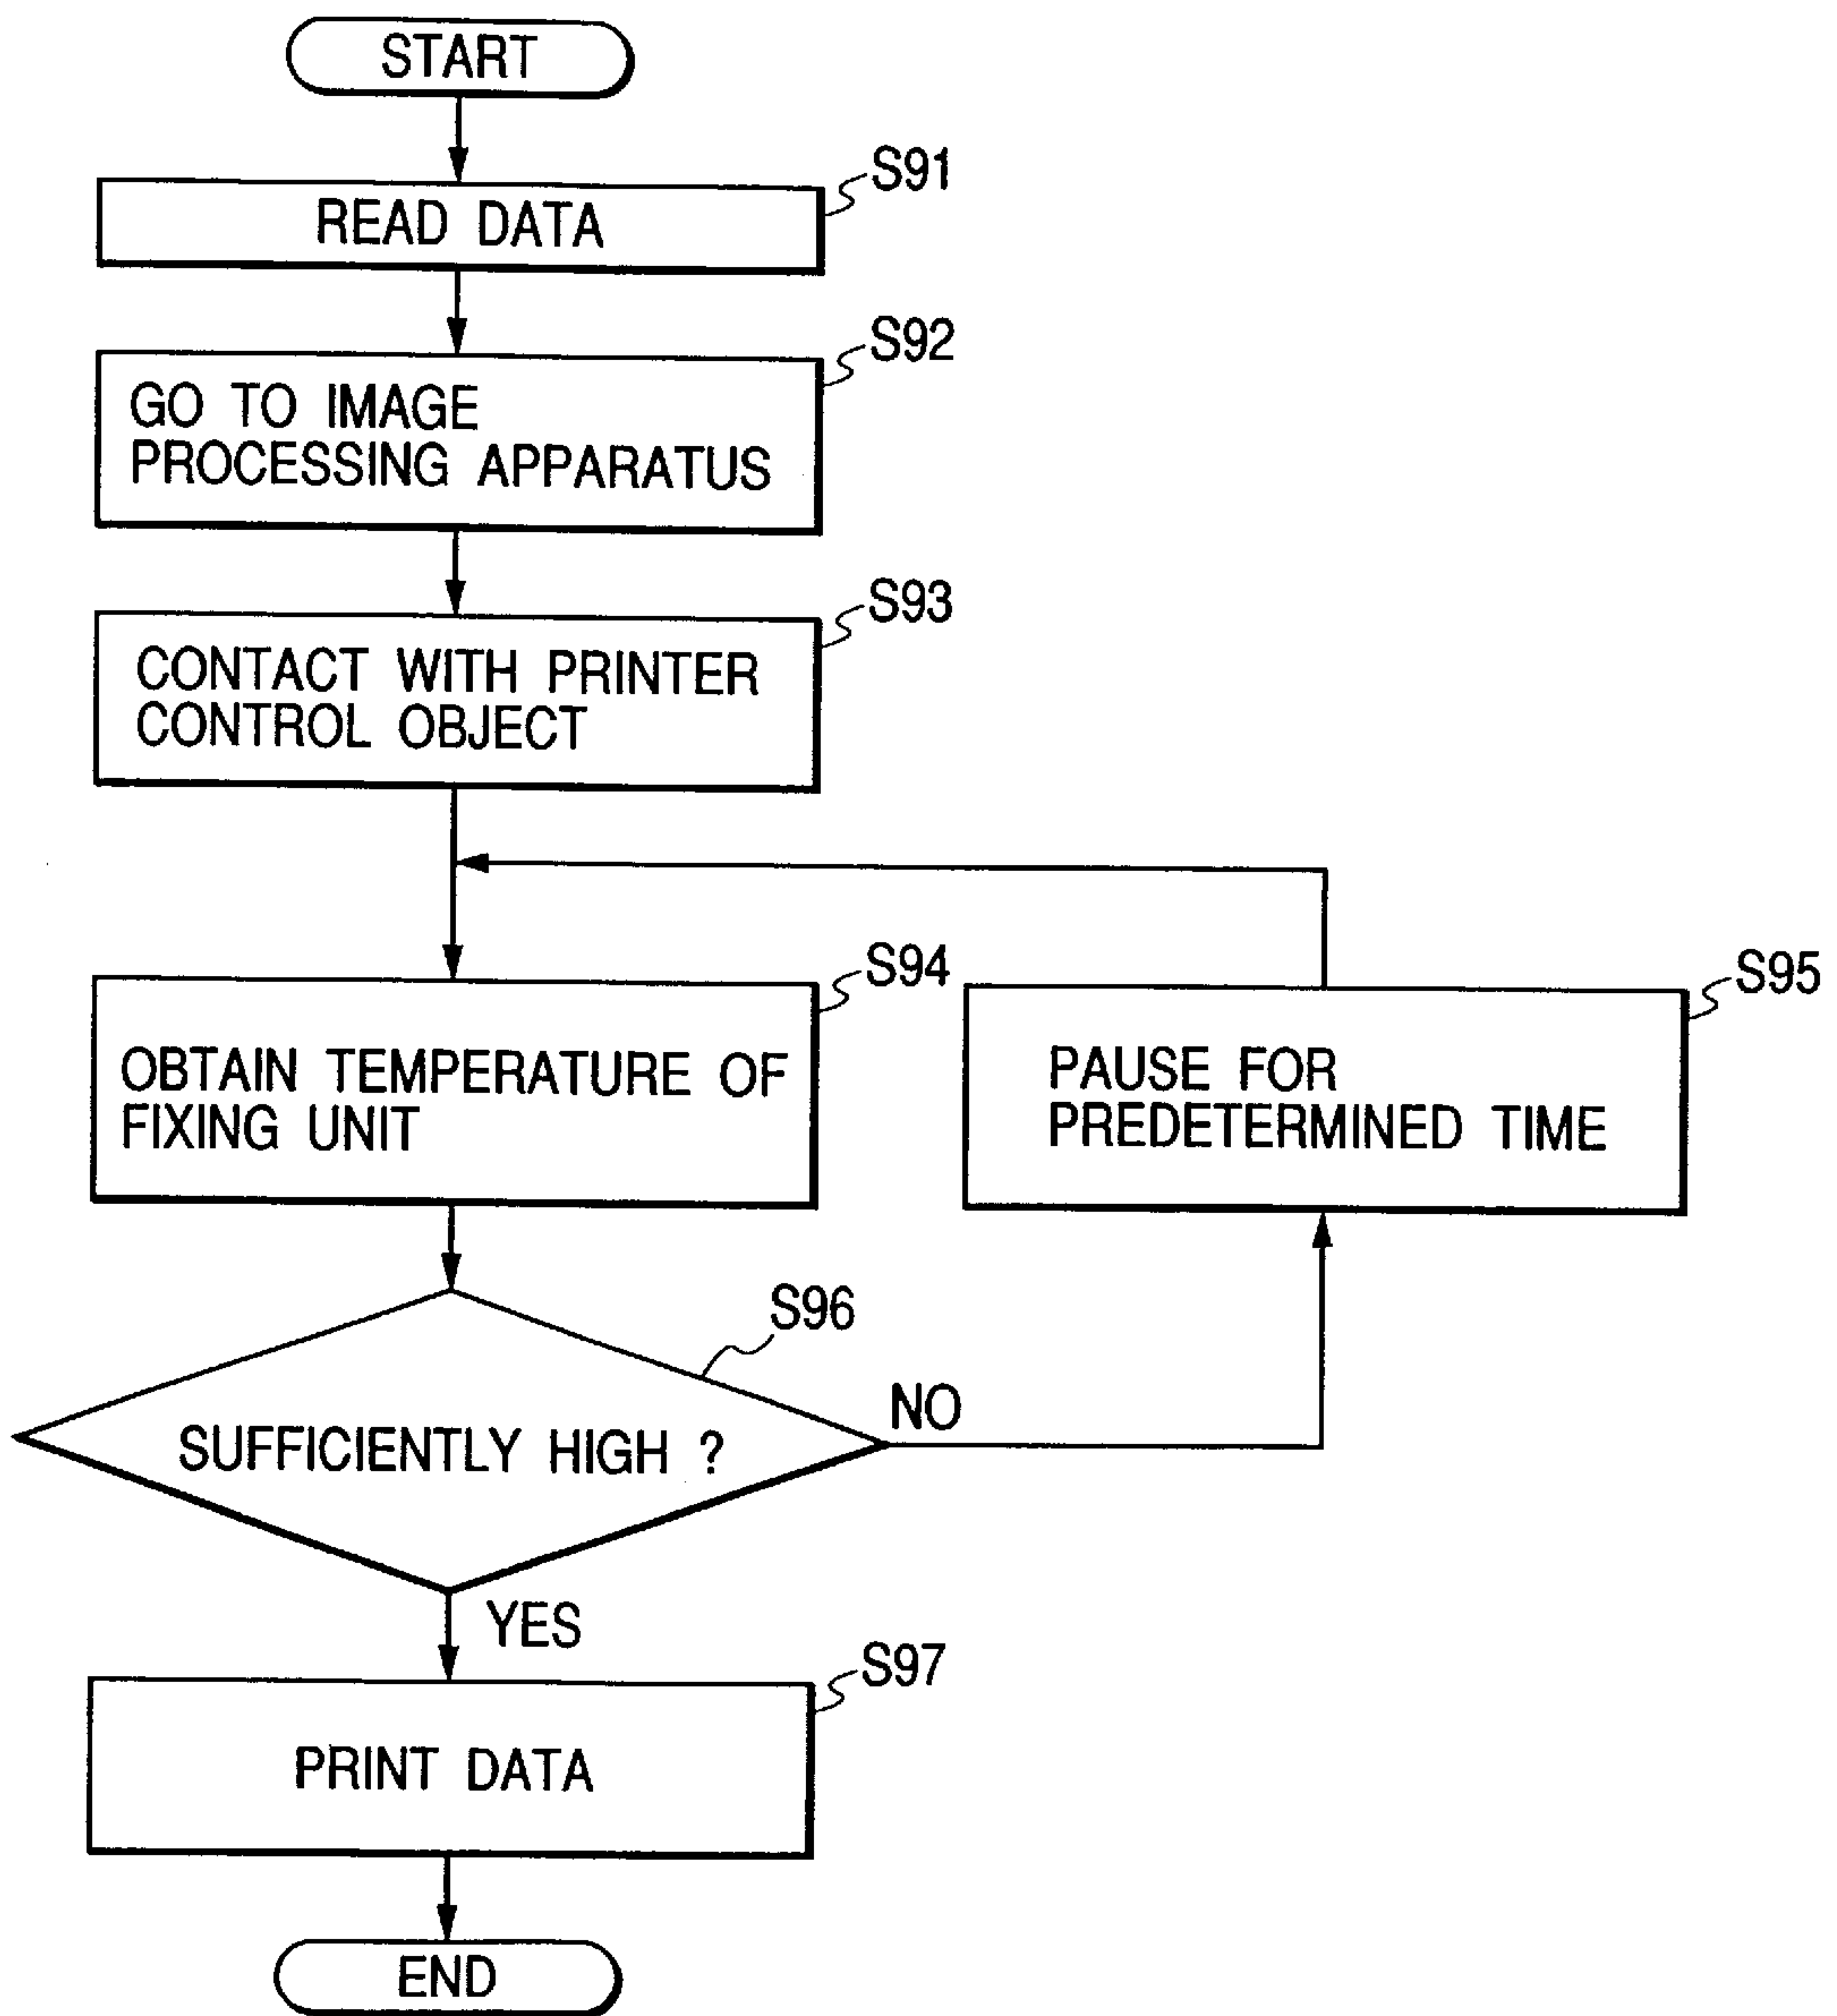 START
S91
READ DATA
S92
GO TO IMAGE
PROCESSING APPARATUS
S93
CONTACT WITH PRINTER
CONTROL OBJECT
S94
OBTAIN TEMPERATURE OF
FIXING UNIT
S95
PAUSE FOR
PREDETERMINED TIME
S96
SUFFICIENTLY HIGH ?
NO
YES
S97
PRINT DATA
END